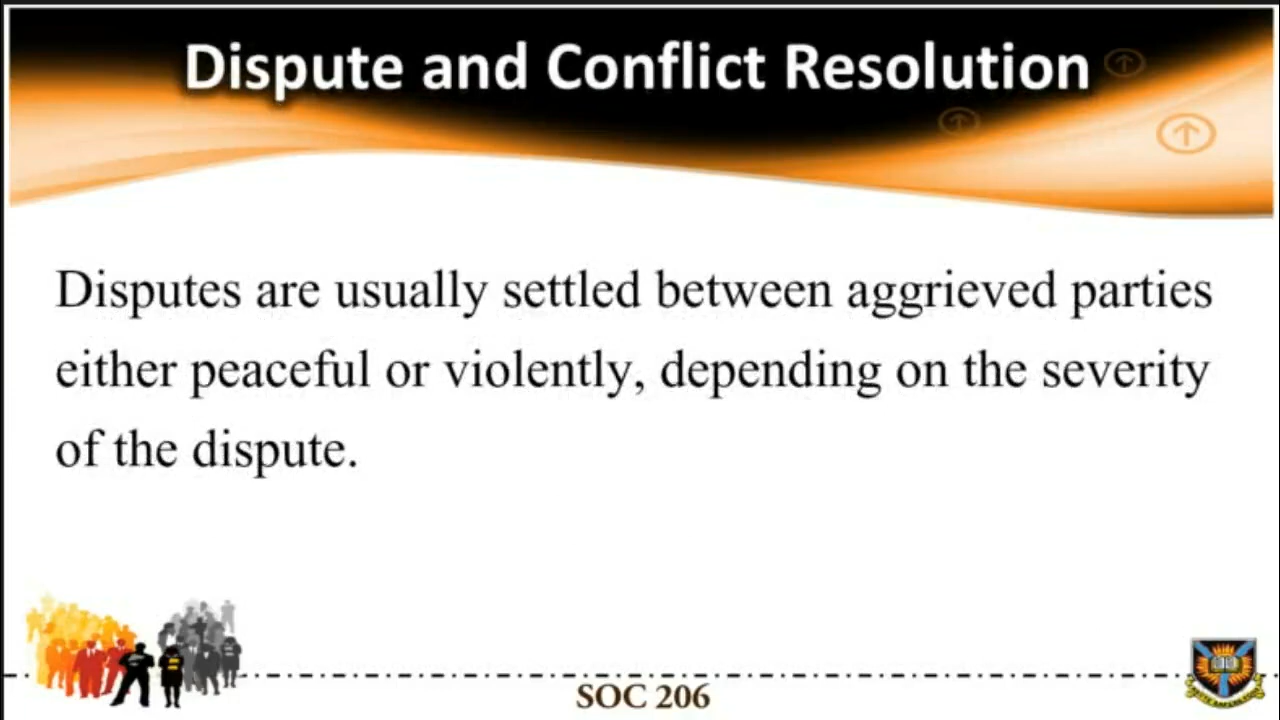 Dispute and Conflict Resolution
Disputes are usually settled between aggrieved parties
either peaceful or violently, depending on the severity
of the dispute.
SOC 206